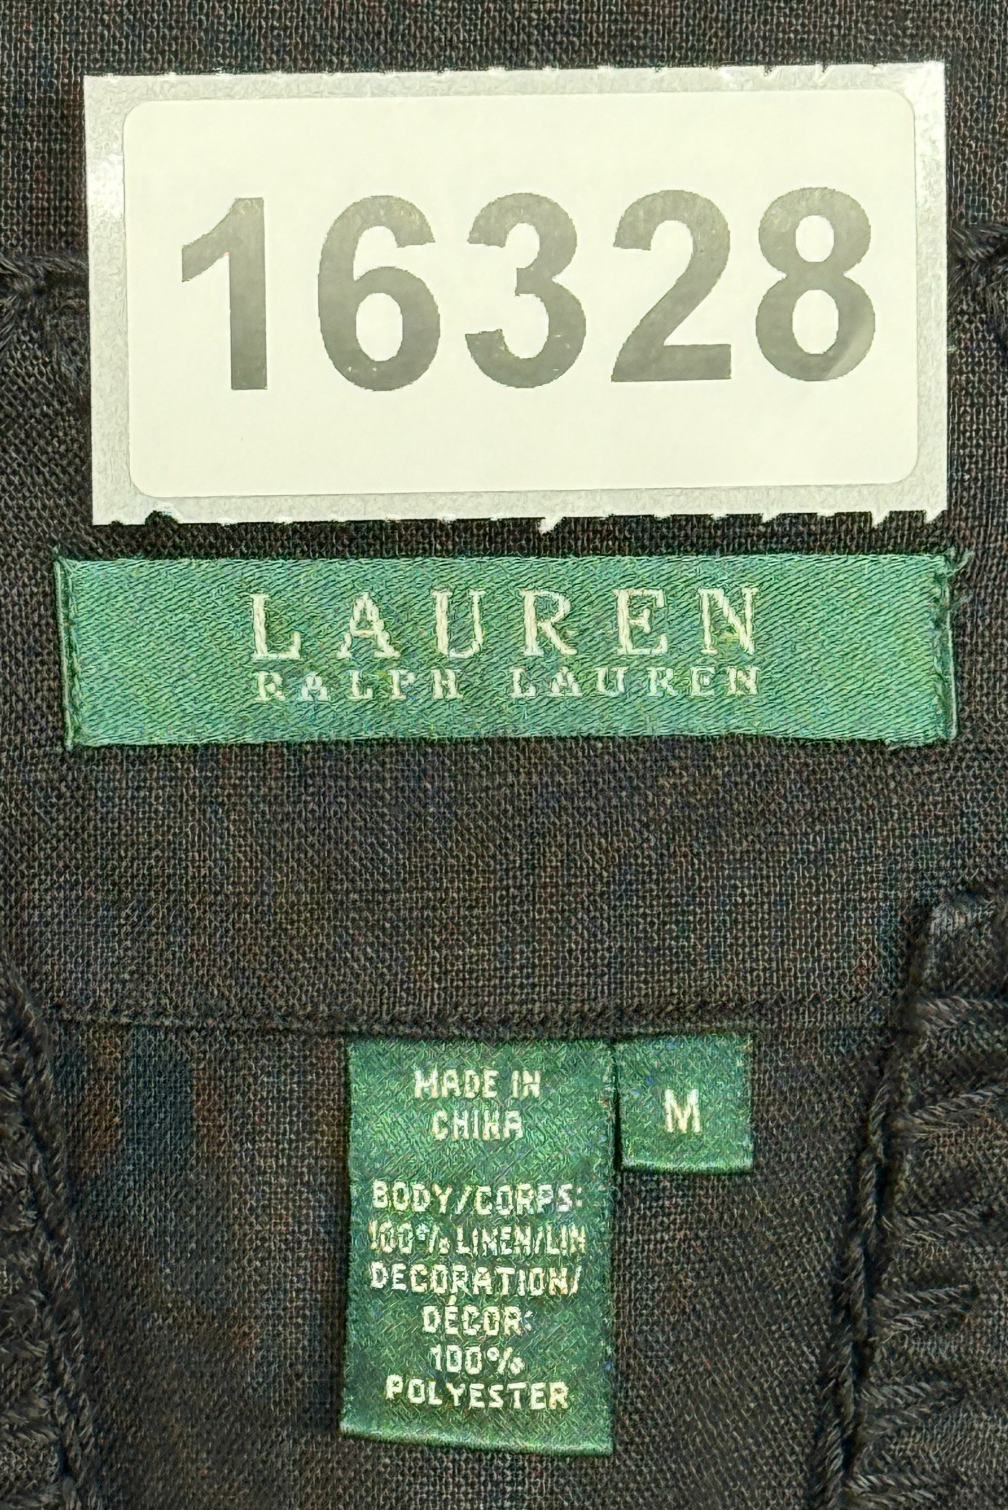 16328
LAUREN
RALPH LAUREN
MADE IN
CHINA
M
BODY/CORPS:
100% LINEN/LIN
DECORATION/
DÉCOR:
100%
POLYESTER